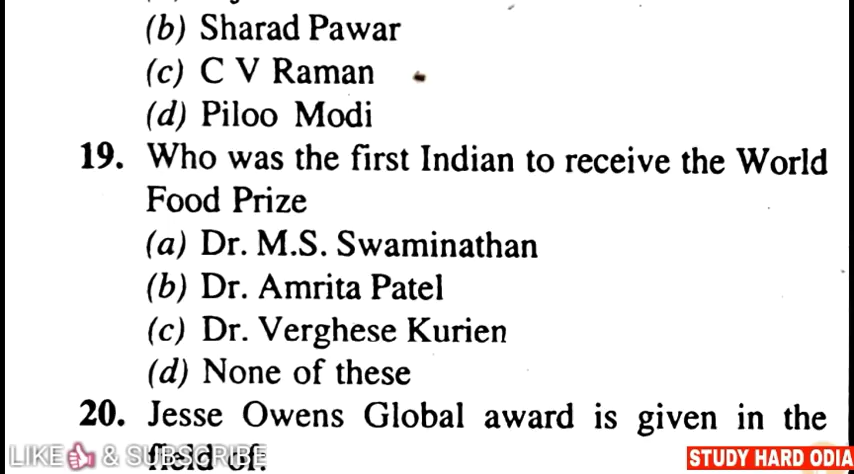 (b) Sharad Pawar
(c) C V Raman
(d) Piloo Modi
19. Who was the first Indian to receive the World
Food Prize
(a) Dr. M.S. Swaminathan
(b) Dr. Amrita Patel
(c) Dr. Verghese Kurien
(d) None of these
20. Jesse Owens Global award is given in the
field of:
LIKE & SUBSCRIBE
STUDY HARD ODIA